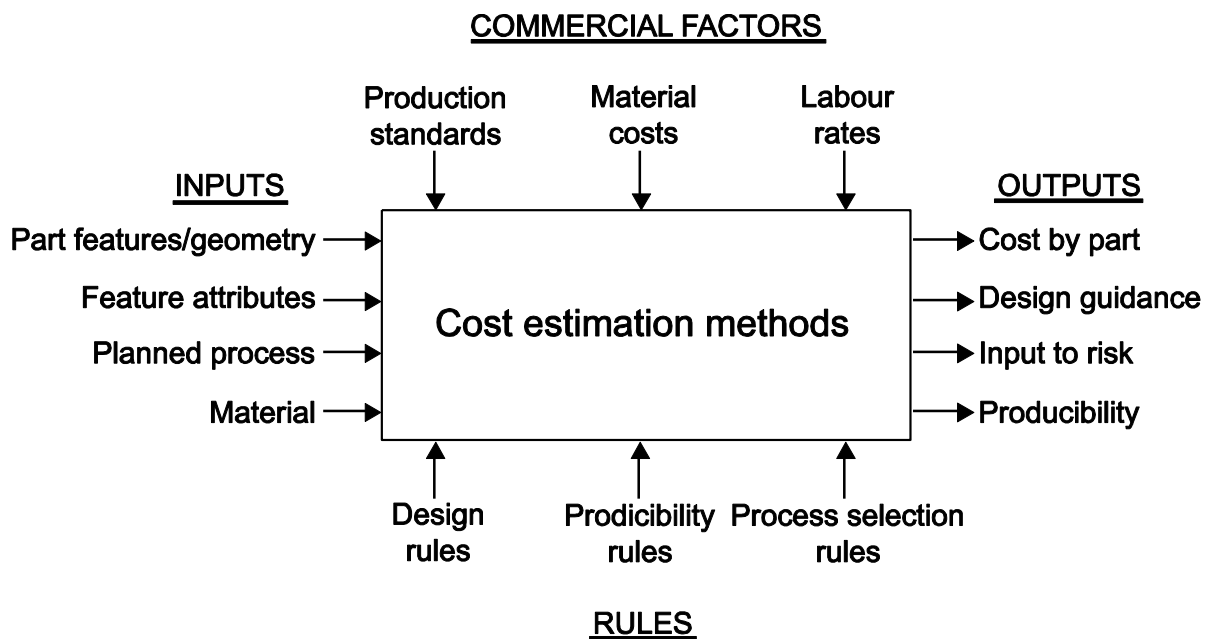 COMMERCIAL FACTORS
Production
standards
Material
costs
Labour
rates
INPUTS
OUTPUTS
Part features/geometry
Feature attributes
Planned process
Material
Cost estimation methods
Cost by part
Design guidance
Input to risk
Producibility
Design
rules
Prodicibility
rules
Process selection
rules
RULES